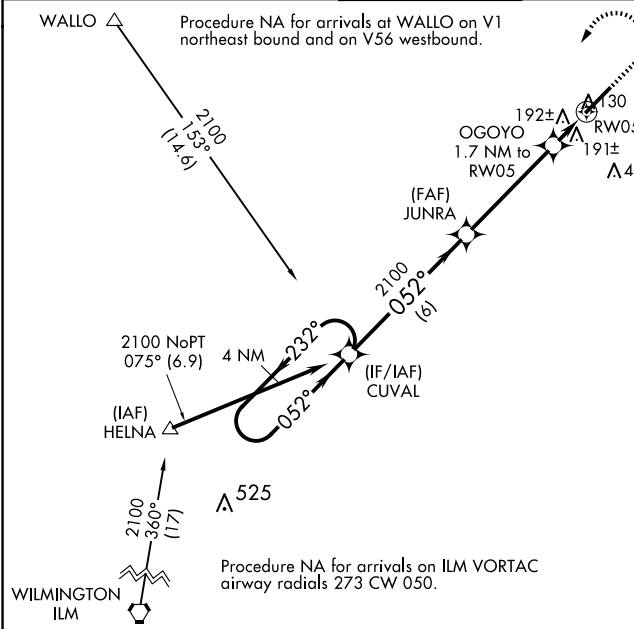 WALLO
Procedure NA for arrivals at WALLO on V1
northeast bound and on V56 westbound.
2100
153°
(14.6)
192±
130
RW05
191±
4
OGOYO
1.7 NM to
RW05
(FAF)
JUNRA
2100
052°
(6)
2100 NoPT
075° (6.9)
4 NM
232°
052°
(IF/IAF)
CUVAL
(IAF)
HELNA
2100
360°
(17)
525
Procedure NA for arrivals on ILM VORTAC
airway radials 273 CW 050.
WILMINGTON
ILM